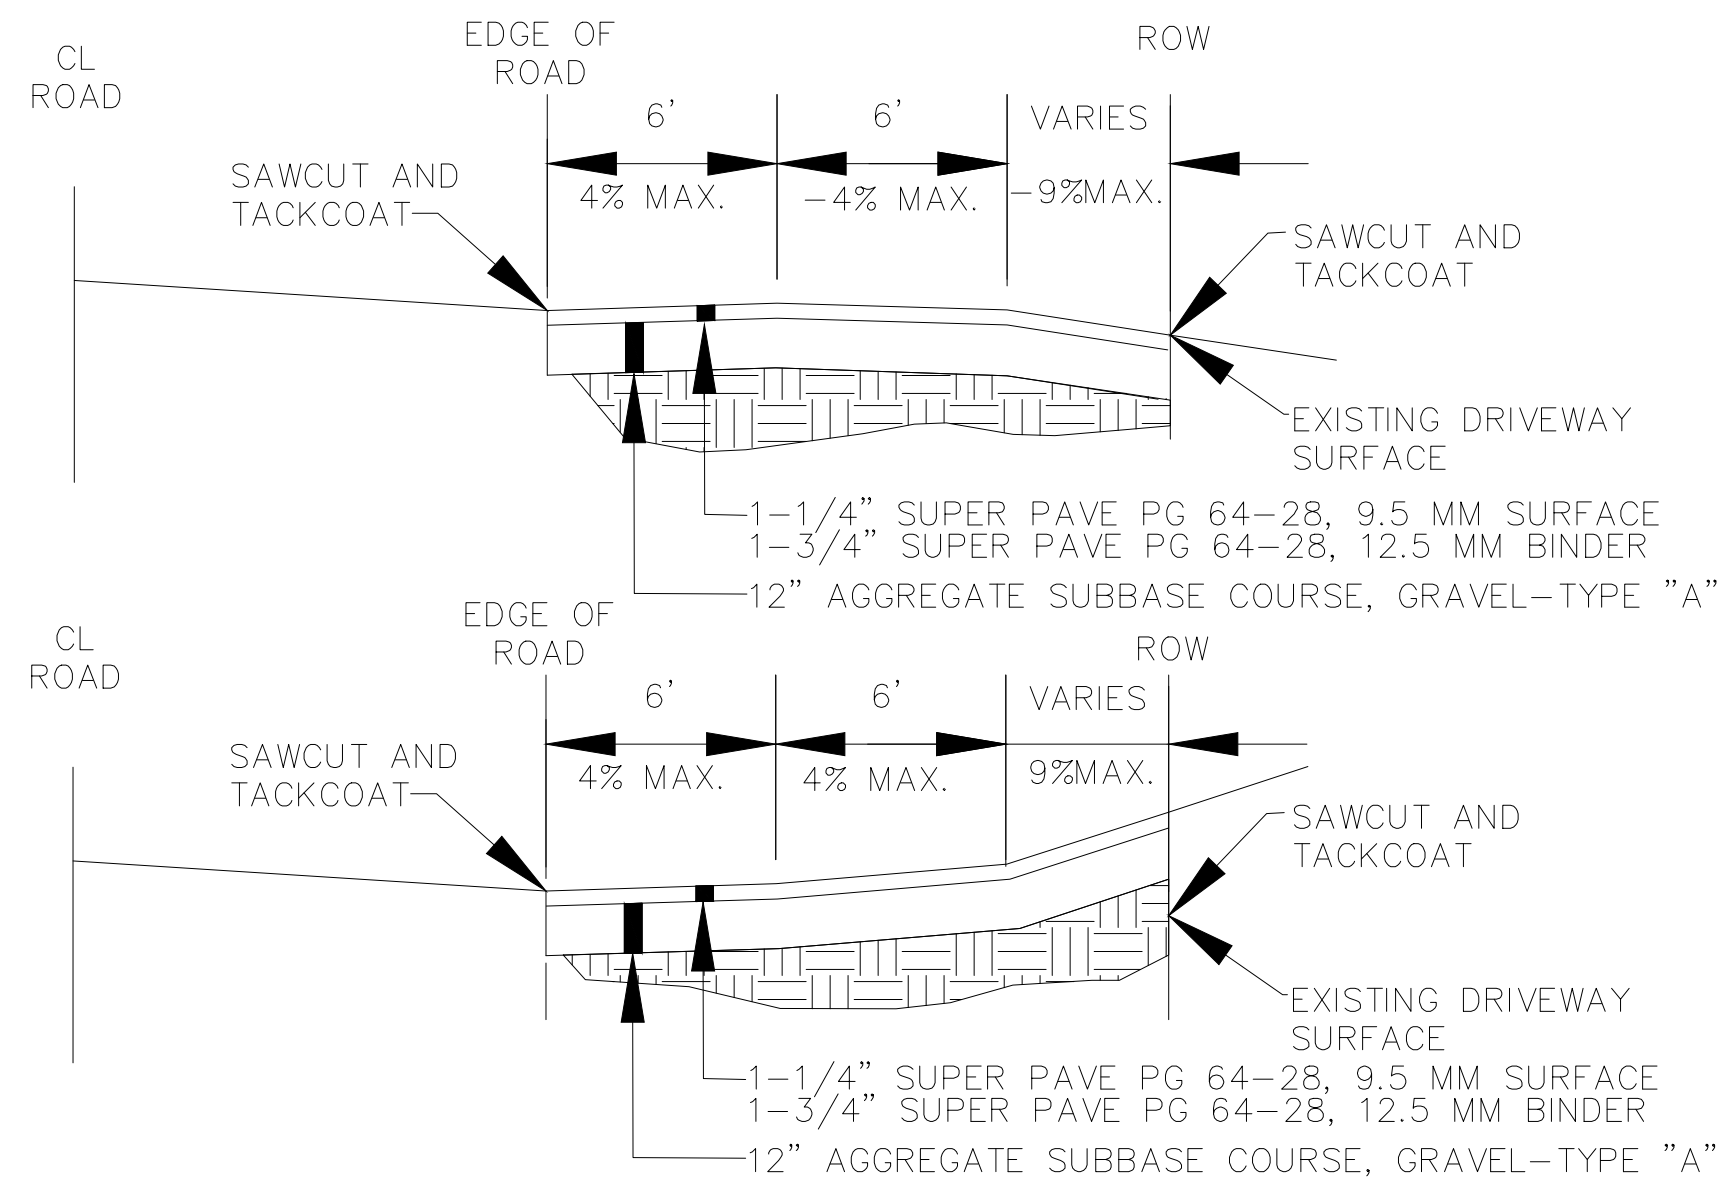 CL
ROAD
EDGE OF
ROAD
ROW
6’
6’
VARIES
4% MAX.
–4% MAX.
–9%MAX.
SAWCUT AND
TACKCOAT
SAWCUT AND
TACKCOAT
EXISTING DRIVEWAY
SURFACE
1–1/4” SUPER PAVE PG 64–28, 9.5 MM SURFACE
1–3/4” SUPER PAVE PG 64–28, 12.5 MM BINDER
12” AGGREGATE SUBBASE COURSE, GRAVEL–TYPE ”A”
CL
ROAD
EDGE OF
ROAD
ROW
6’
6’
VARIES
4% MAX.
4% MAX.
9%MAX.
SAWCUT AND
TACKCOAT
SAWCUT AND
TACKCOAT
EXISTING DRIVEWAY
SURFACE
1–1/4” SUPER PAVE PG 64–28, 9.5 MM SURFACE
1–3/4” SUPER PAVE PG 64–28, 12.5 MM BINDER
12” AGGREGATE SUBBASE COURSE, GRAVEL–TYPE ”A”